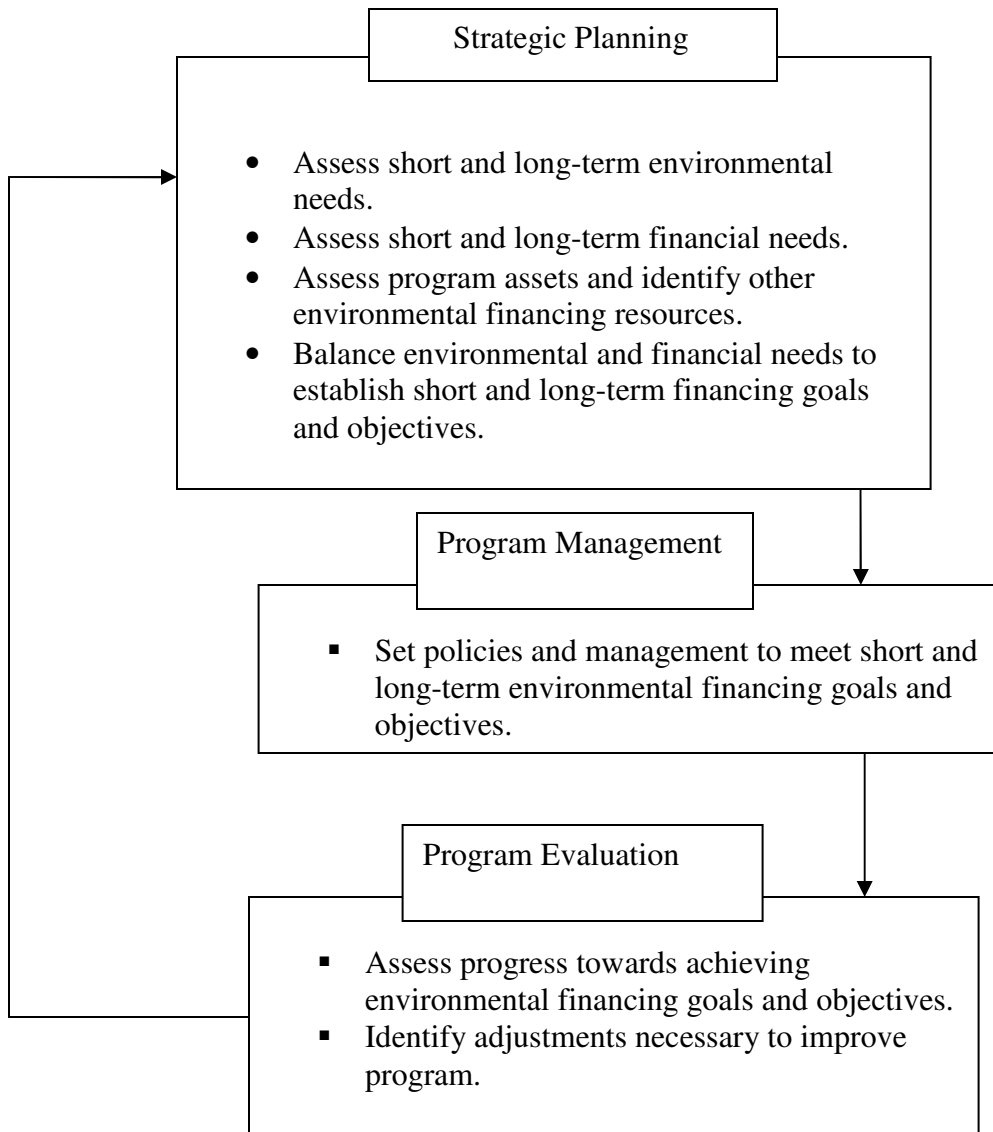 Strategic Planning
• Assess short and long-term environmental
needs.
• Assess short and long-term financial needs.
• Assess program assets and identify other
environmental financing resources.
• Balance environmental and financial needs to
establish short and long-term financing goals
and objectives.
Program Management
▪ Set policies and management to meet short and
long-term environmental financing goals and
objectives.
Program Evaluation
▪ Assess progress towards achieving
environmental financing goals and objectives.
▪ Identify adjustments necessary to improve
program.